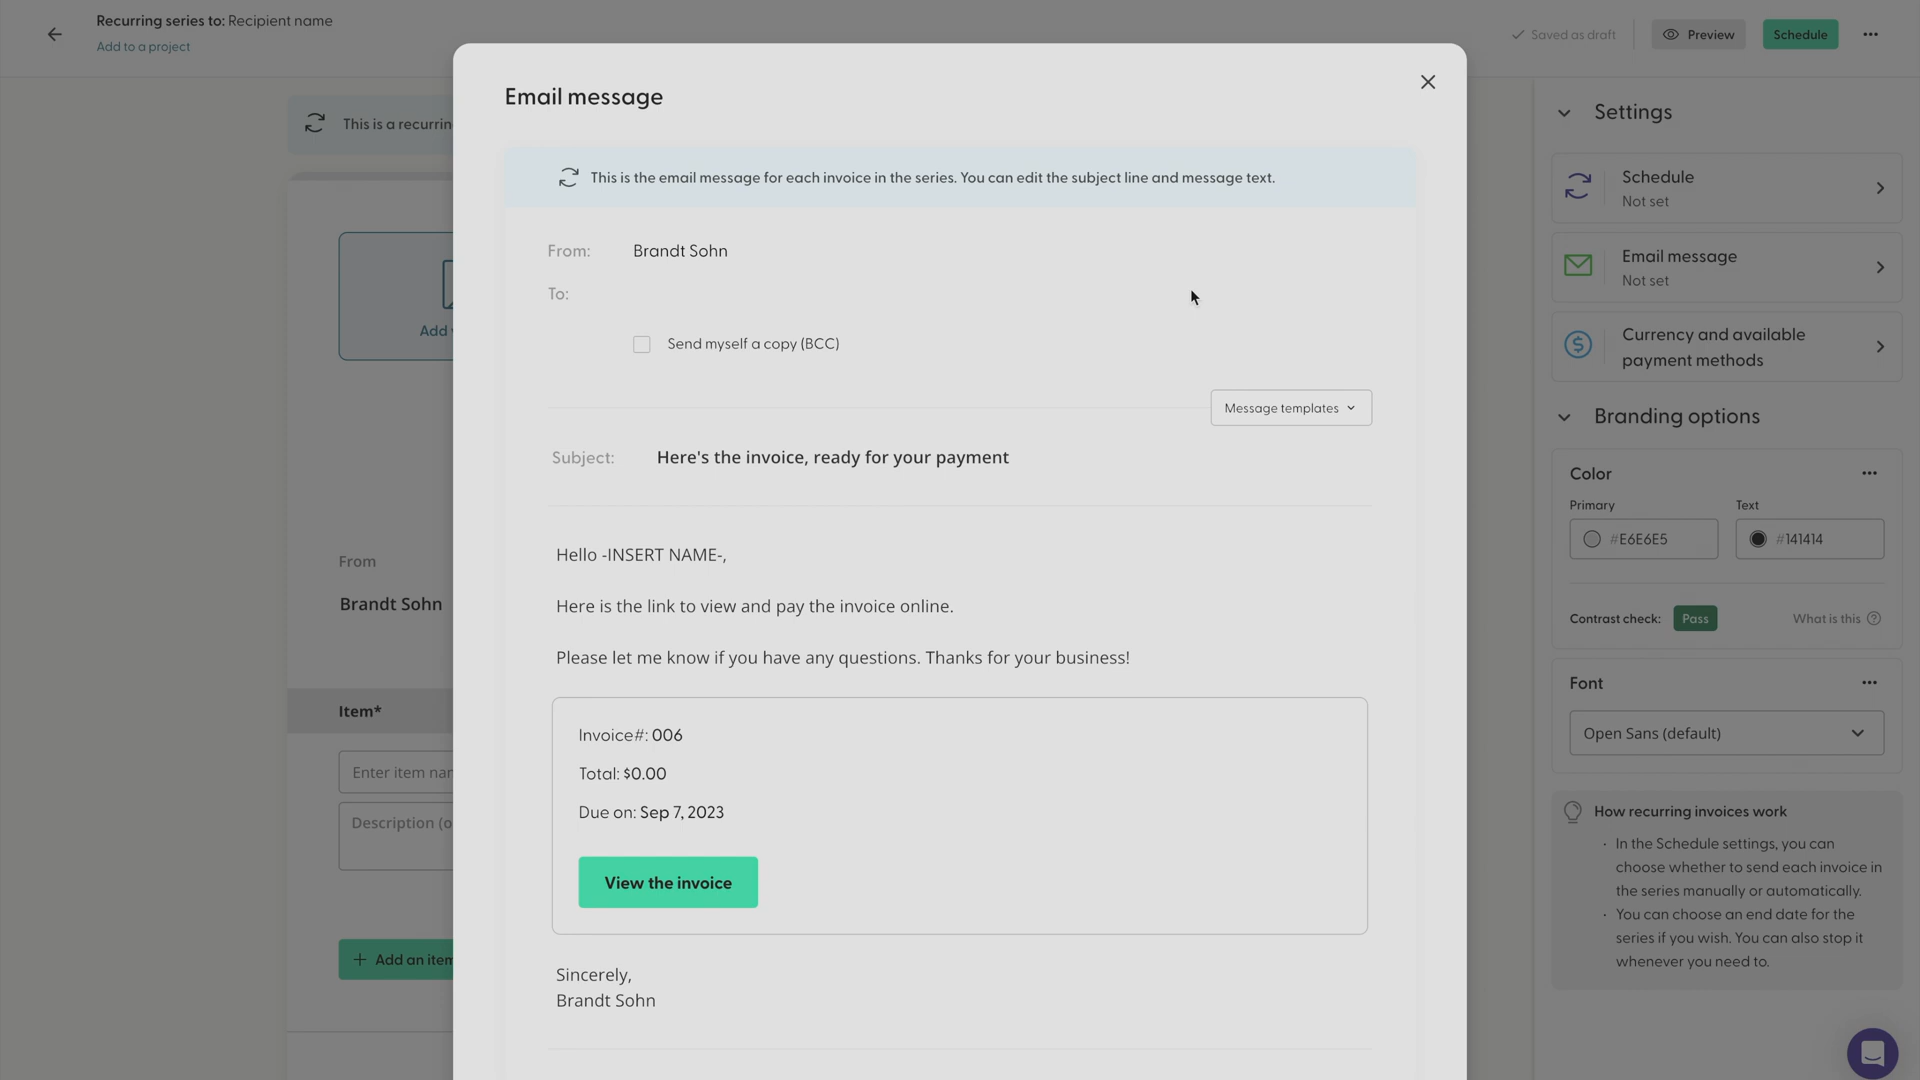 Recurring series to: Recipient name
Add to a project
Saved as draft
Preview
Schedule
This is a recurrin
Add
From
Brandt Sohn
Item*
Enter item nar
Description (o
+ Add an item
Email message
This is the email message for each invoice in the series. You can edit the subject line and message text.
From: Brandt Sohn
To:
Send myself a copy (BCC)
Message templates
Subject: Here's the invoice, ready for your payment
Hello -INSERT NAME-,
Here is the link to view and pay the invoice online.
Please let me know if you have any questions. Thanks for your business!
Invoice#: 006
Total: $0.00
Due on: Sep 7, 2023
View the invoice
Sincerely,
Brandt Sohn
Settings
Schedule
Not set
Email message
Not set
Currency and available
payment methods
Branding options
Color
Primary Text
#E6E6E5 #141414
Contrast check: Pass What is this
Font
Open Sans (default)
How recurring invoices work
· In the Schedule settings, you can
choose whether to send each invoice in
the series manually or automatically.
· You can choose an end date for the
series if you wish. You can also stop it
whenever you need to.